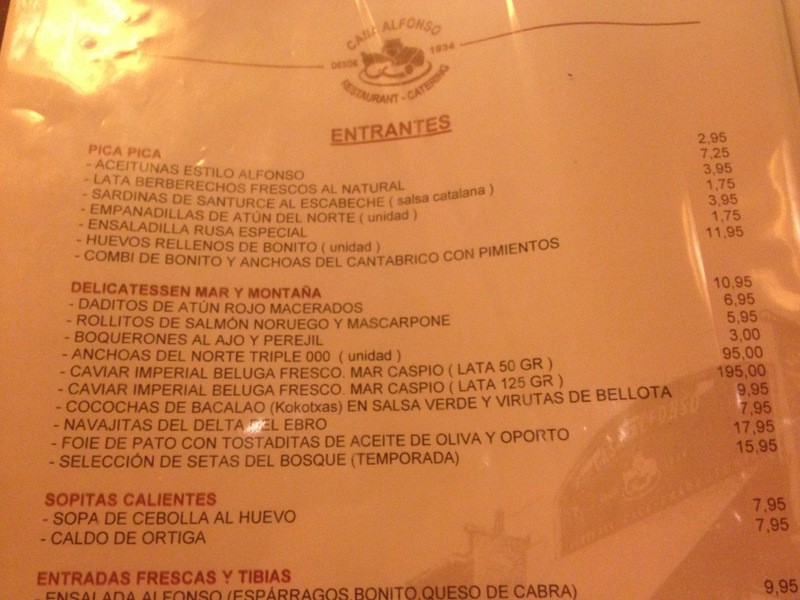 CASA ALFONSO
DESDE 1934
RESTAURANT - CATERING
ENTRANTES
PICA PICA
- ACEITUNAS ESTILO ALFONSO 2,95
- LATA BERBERECHOS FRESCOS AL NATURAL 7,25
- SARDINAS DE SANTURCE AL ESCABECHE ( salsa catalana ) 3,95
- EMPANADILLAS DE ATÚN DEL NORTE ( unidad ) 1,75
- ENSALADILLA RUSA ESPECIAL 3,95
- HUEVOS RELLENOS DE BONITO ( unidad ) 1,75
- COMBI DE BONITO Y ANCHOAS DEL CANTABRICO CON PIMIENTOS 11,95
DELICATESSEN MAR Y MONTAÑA
- DADITOS DE ATÚN ROJO MACERADOS 10,95
- ROLLITOS DE SALMÓN NORUEGO Y MASCARPONE 6,95
- BOQUERONES AL AJO Y PEREJIL 5,95
- ANCHOAS DEL NORTE TRIPLE 000 ( unidad ) 3,00
- CAVIAR IMPERIAL BELUGA FRESCO. MAR CASPIO ( LATA 50 GR ) 95,00
- CAVIAR IMPERIAL BELUGA FRESCO. MAR CASPIO ( LATA 125 GR ) 195,00
- COCOCHAS DE BACALAO (Kokotxas) EN SALSA VERDE Y VIRUTAS DE BELLOTA 9,95
- NAVAJITAS DEL DELTA DEL EBRO 7,95
- FOIE DE PATO CON TOSTADITAS DE ACEITE DE OLIVA Y OPORTO 17,95
- SELECCIÓN DE SETAS DEL BOSQUE (TEMPORADA) 15,95
SOPITAS CALIENTES
- SOPA DE CEBOLLA AL HUEVO 7,95
- CALDO DE ORTIGA 7,95
ENTRADAS FRESCAS Y TIBIAS
- ENSALADA ALFONSO (ESPÁRRAGOS,BONITO,QUESO DE CABRA) 9,95